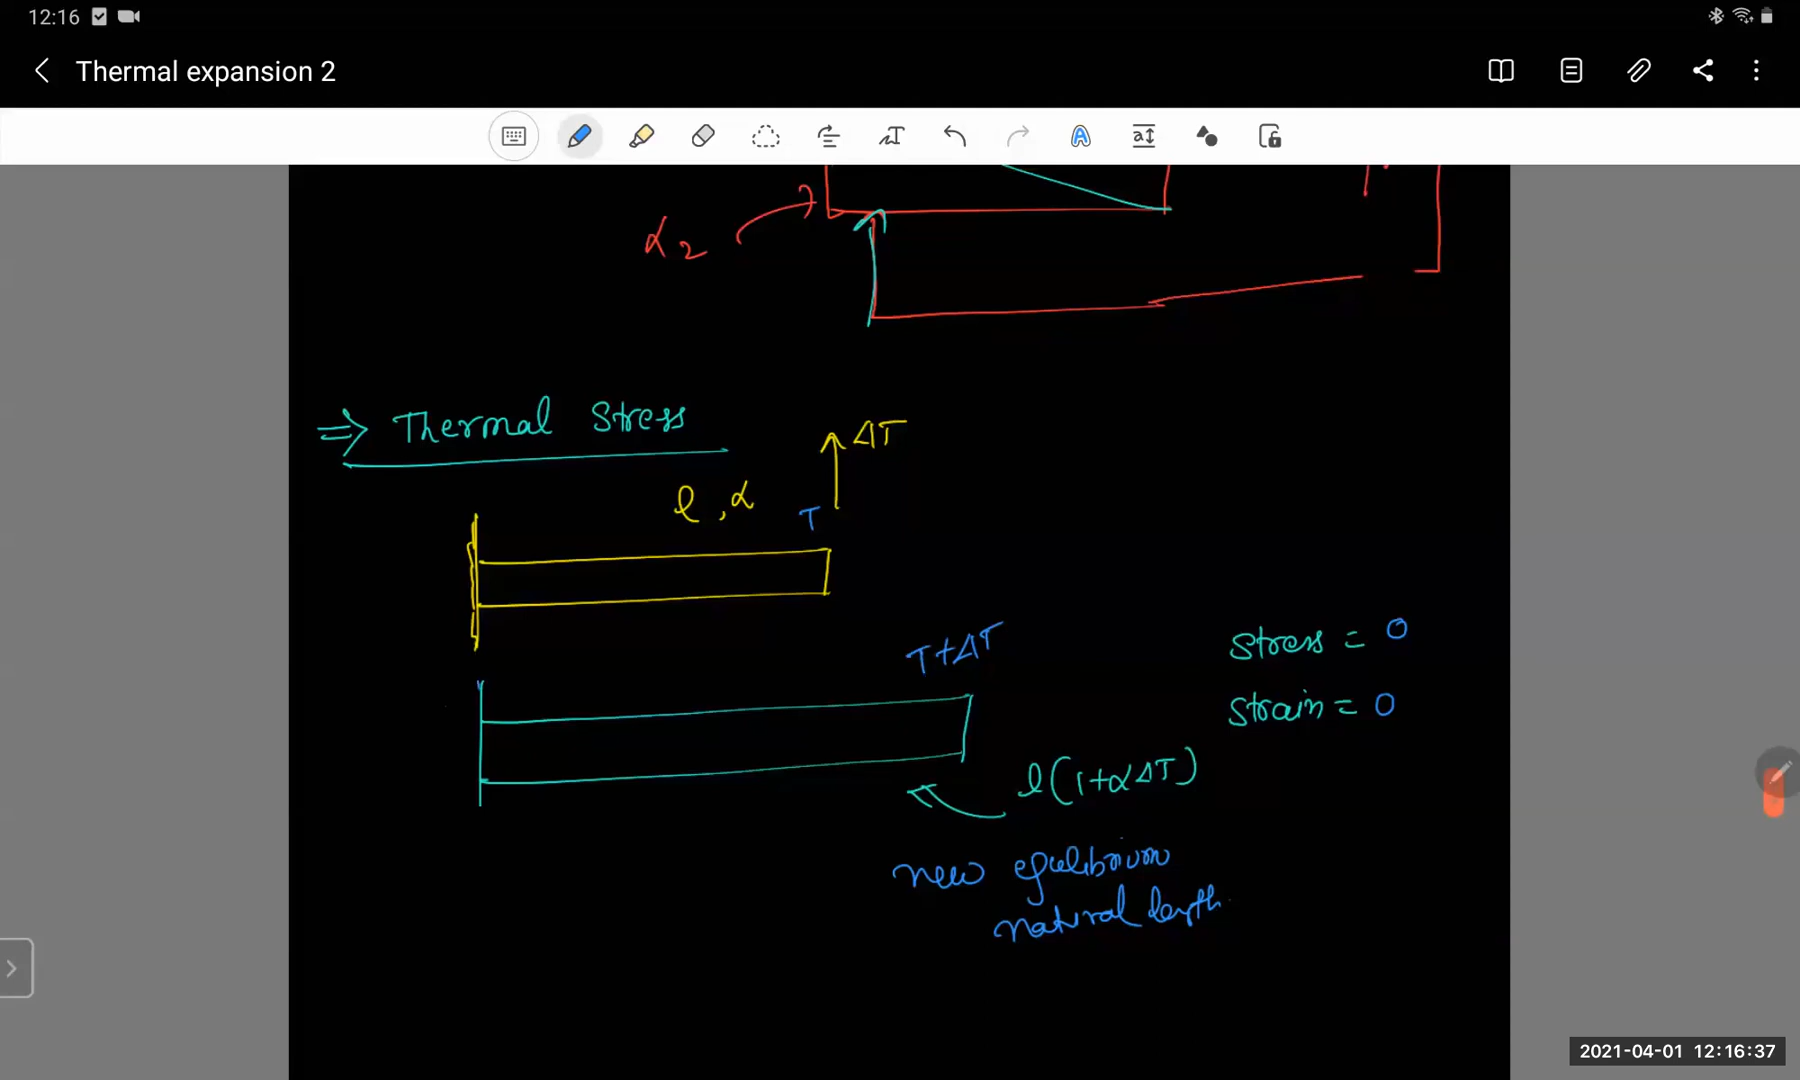 12:16
Thermal expansion 2
α2
⇒ Thermal Stress
ΔT
l, α
T
T+ΔT
Stress = 0
Strain = 0
l(1+αΔT)
new equilibrium
natural length
2021-04-01 12:16:37